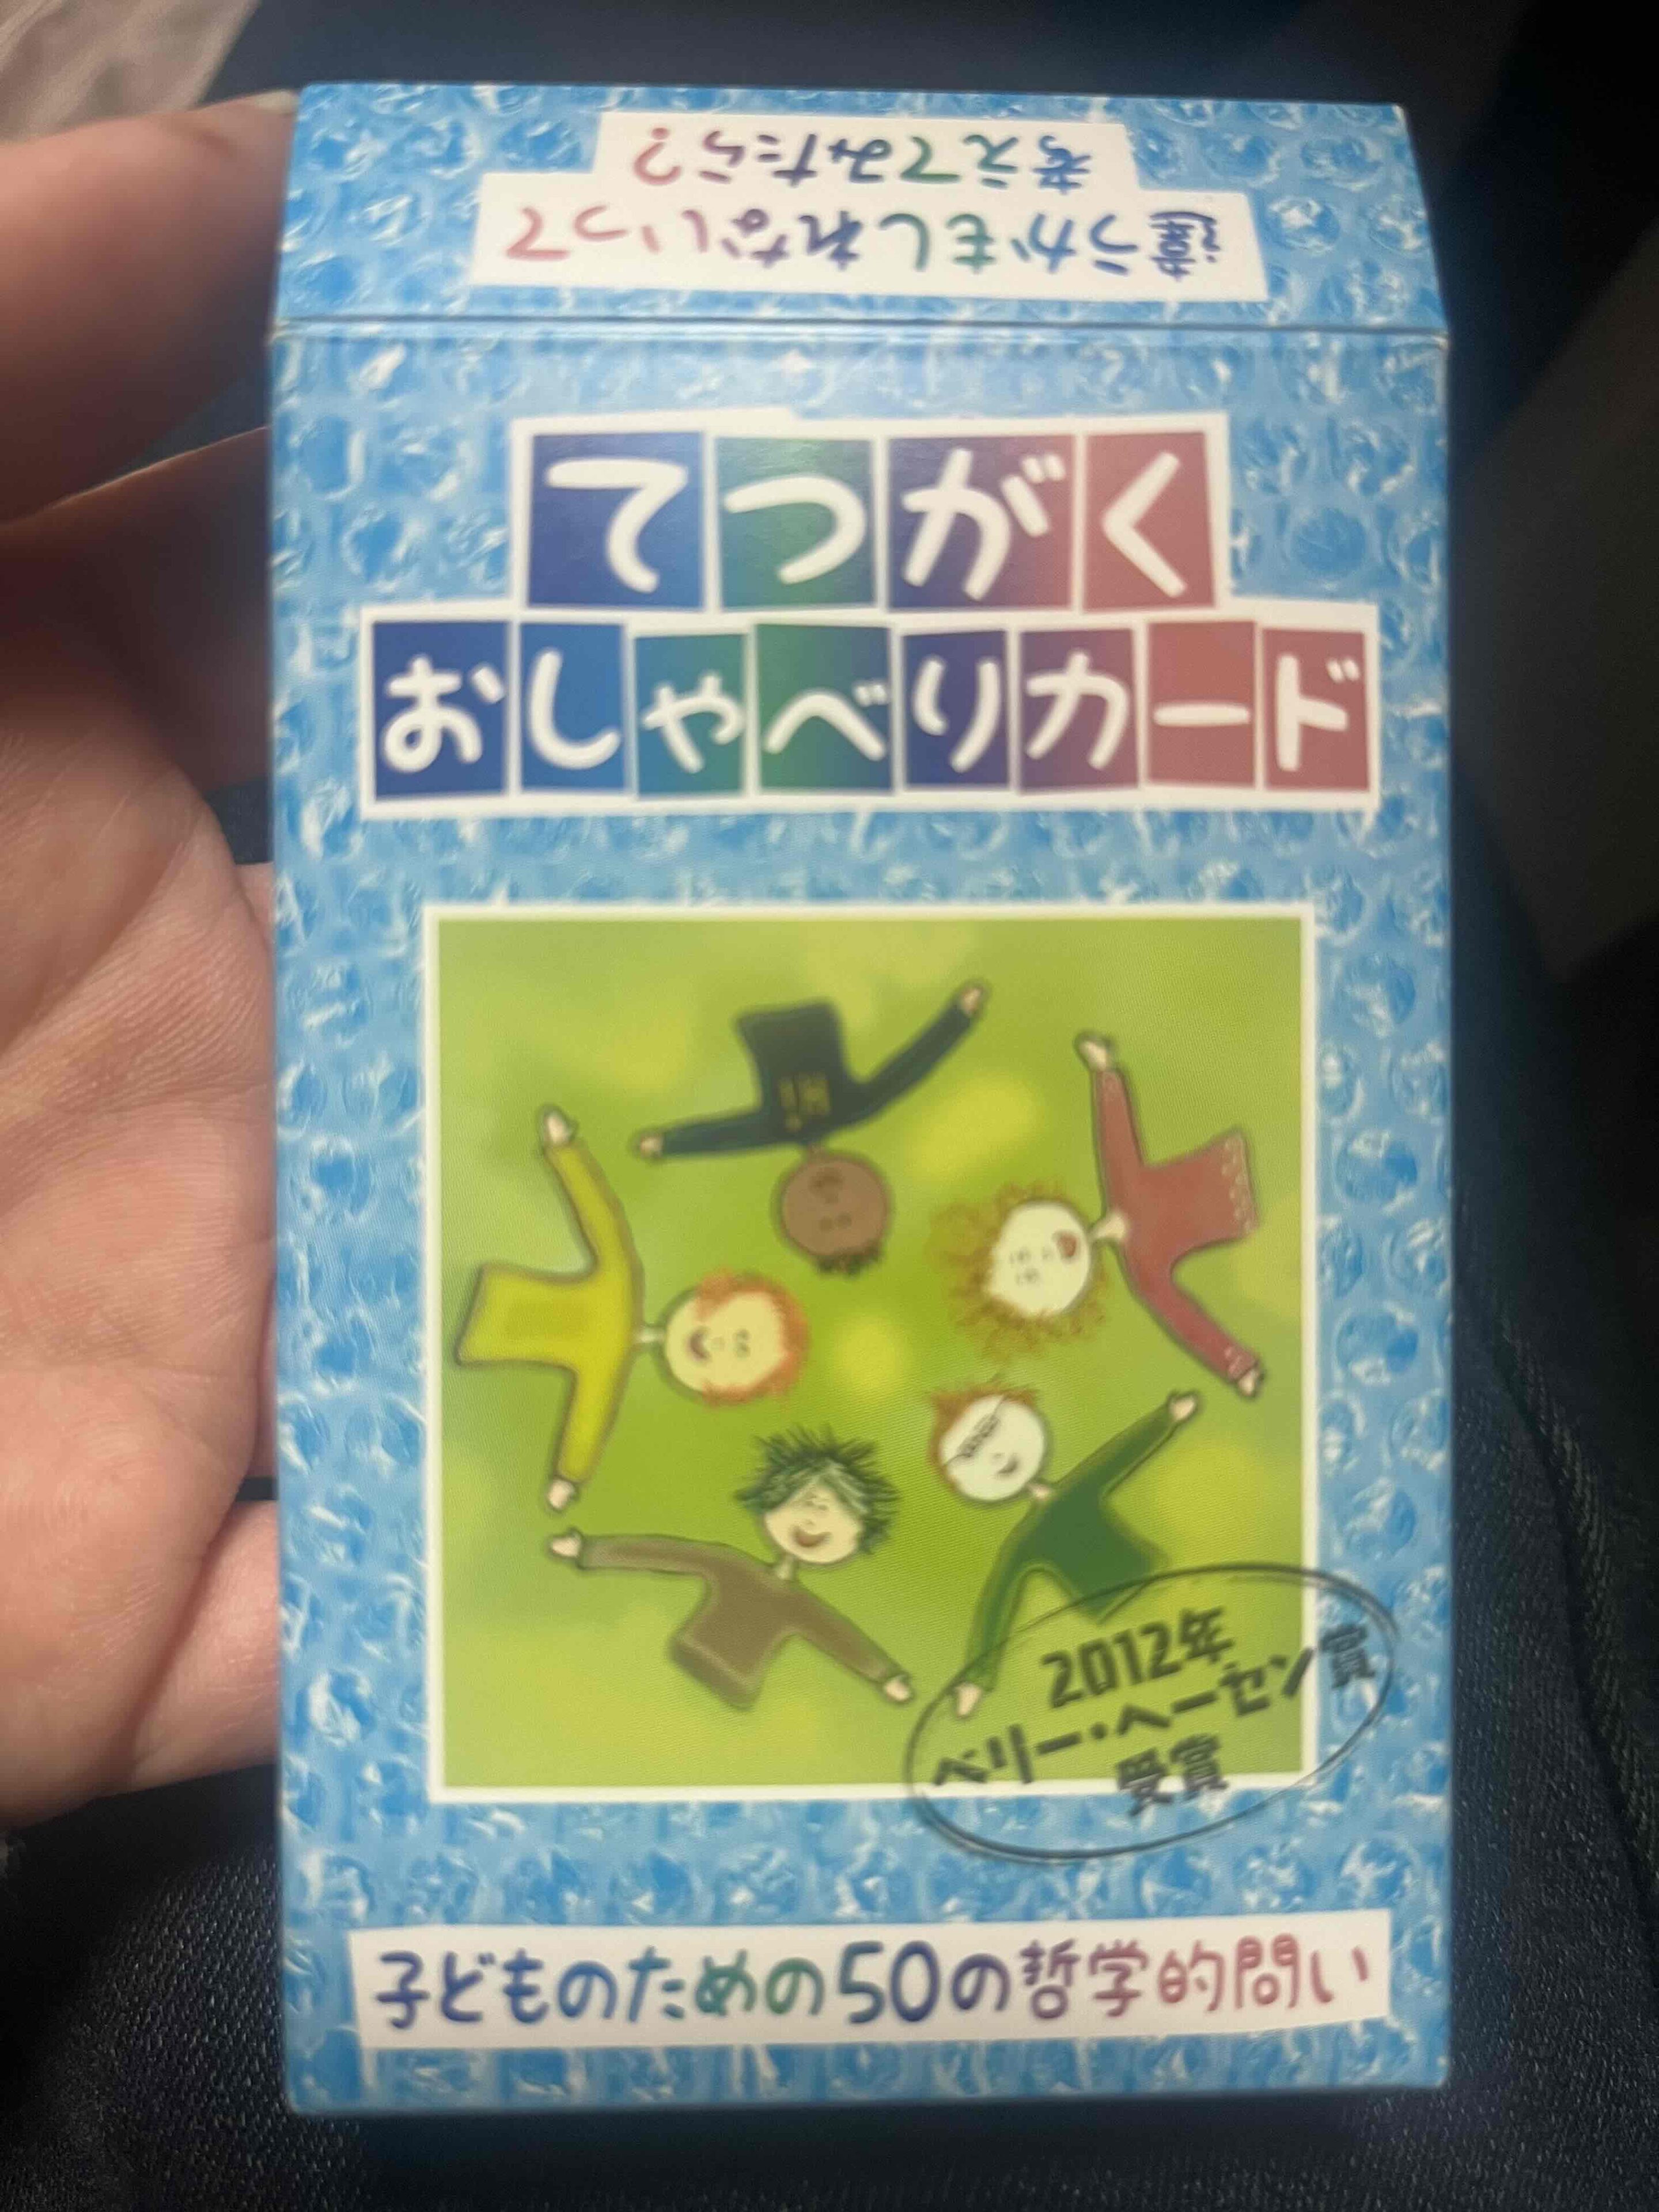 違うかもしれないって
考えてみたら?
てつがく
おしゃべりカード
2012年
ベリー・ヘーセン賞
受賞
子どものための50の哲学的問い